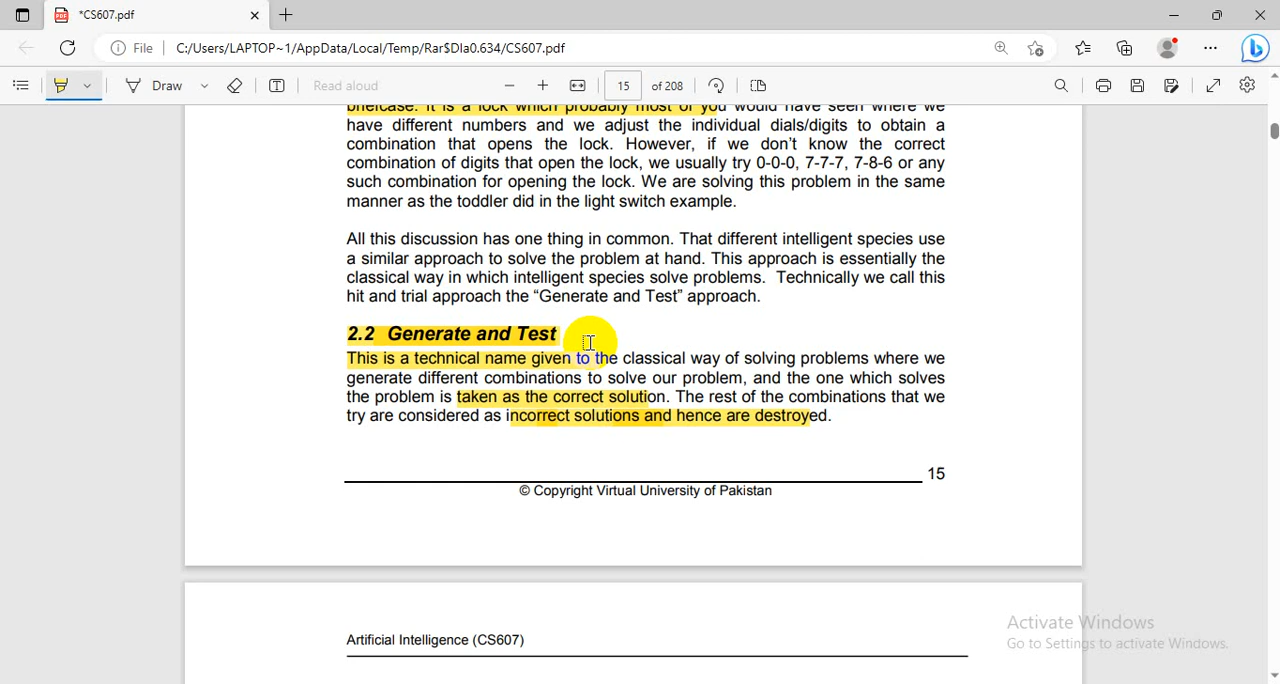 *CS607.pdf
File
C:/Users/LAPTOP~1/AppData/Local/Temp/Rar$DIa0.634/CS607.pdf
Draw
Read aloud
15
of 208
briefcase. It is a lock which probably most of you would have seen where we
have different numbers and we adjust the individual dials/digits to obtain a
combination that opens the lock. However, if we don't know the correct
combination of digits that open the lock, we usually try 0-0-0, 7-7-7, 7-8-6 or any
such combination for opening the lock. We are solving this problem in the same
manner as the toddler did in the light switch example.
All this discussion has one thing in common. That different intelligent species use
a similar approach to solve the problem at hand. This approach is essentially the
classical way in which intelligent species solve problems. Technically we call this
hit and trial approach the “Generate and Test” approach.
2.2 Generate and Test
This is a technical name given to the classical way of solving problems where we
generate different combinations to solve our problem, and the one which solves
the problem is taken as the correct solution. The rest of the combinations that we
try are considered as incorrect solutions and hence are destroyed.
15
© Copyright Virtual University of Pakistan
Artificial Intelligence (CS607)
Activate Windows
Go to Settings to activate Windows.